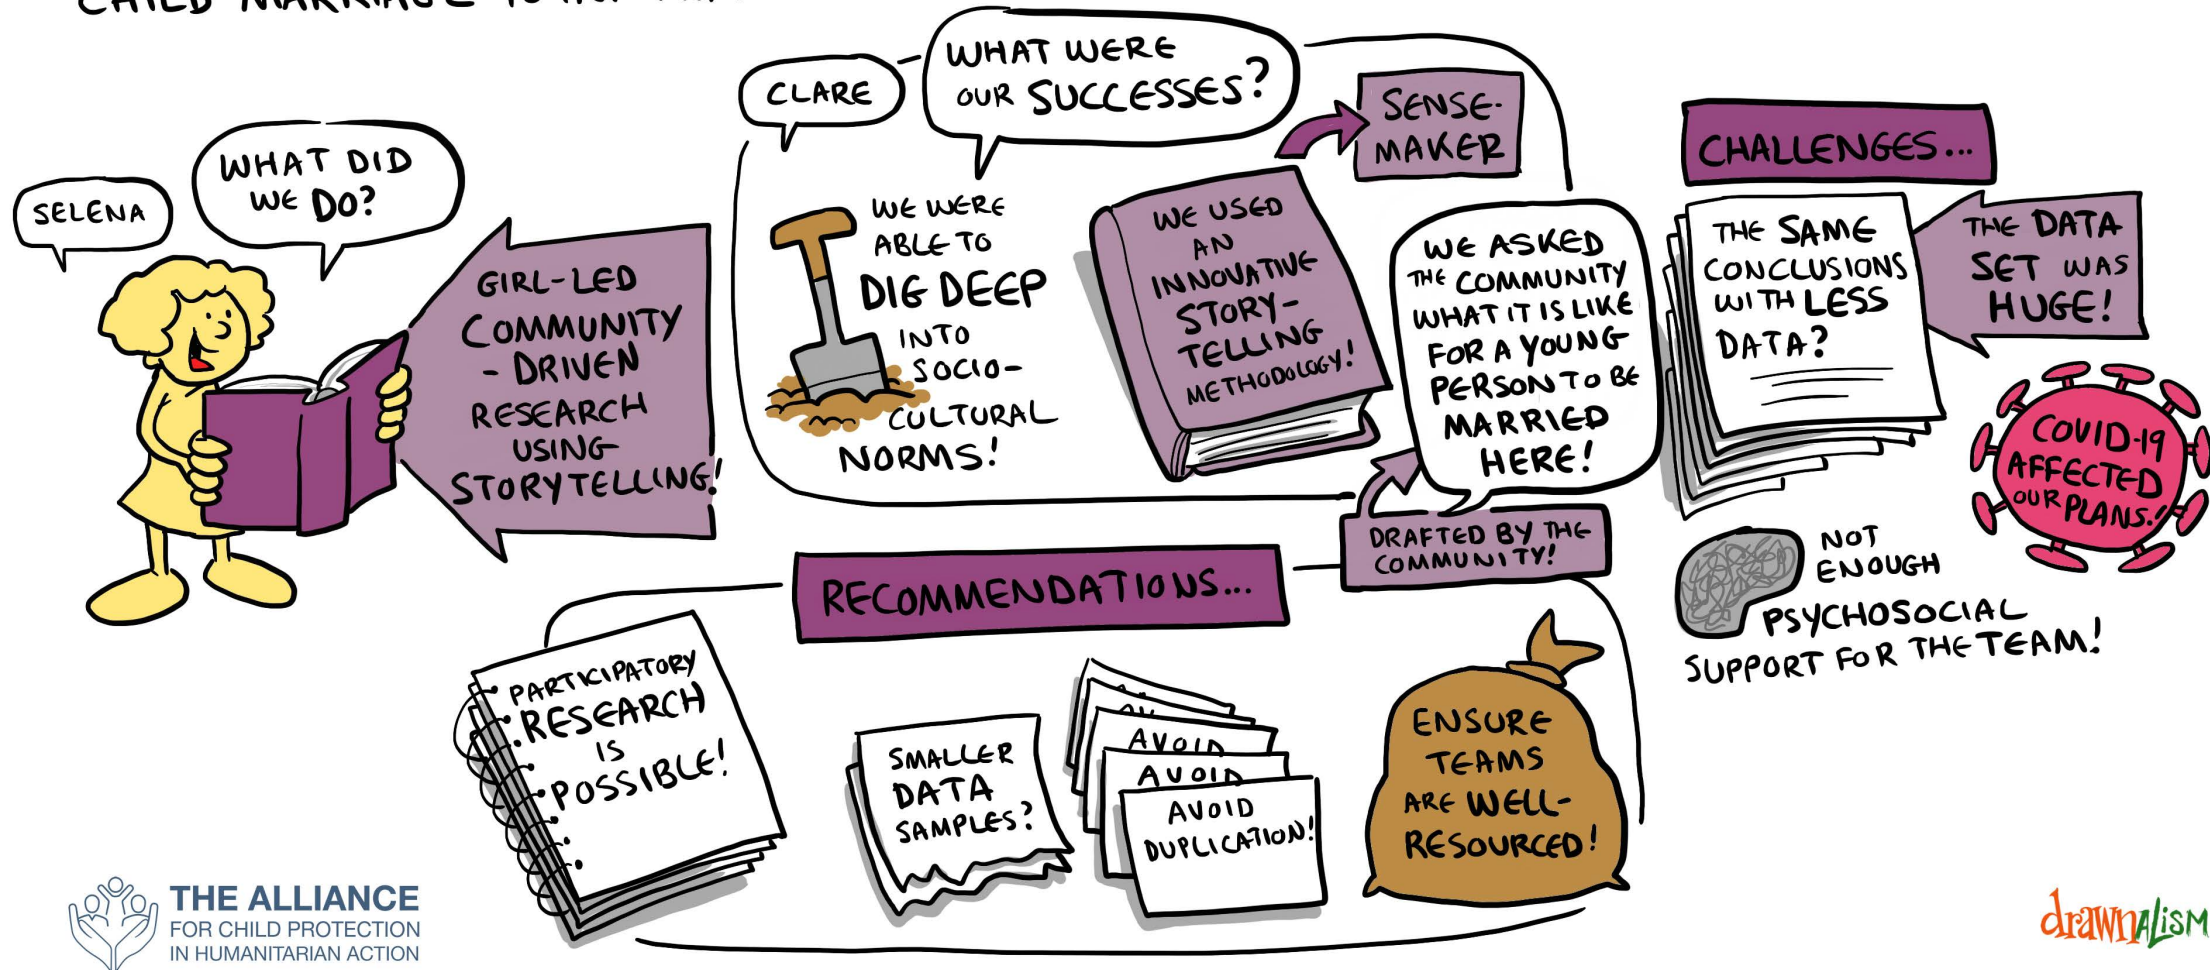 CHILD MARRIAGE
SELENA
WHAT DID
WE DO?
GIRL-LED
COMMUNITY
- DRIVEN
RESEARCH
USING
STORYTELLING!
CLARE
WHAT WERE
OUR SUCCESSES?
WE WERE
ABLE TO
DIG DEEP
INTO
SOCIO-
CULTURAL
NORMS!
WE USED
AN
INNOVATIVE
STORY-
TELLING
METHODOLOGY!
SENSE-
MAKER
WE ASKED
THE COMMUNITY
WHAT IT IS LIKE
FOR A YOUNG
PERSON TO BE
MARRIED
HERE!
DRAFTED BY THE
COMMUNITY!
CHALLENGES...
THE SAME
CONCLUSIONS
WITH LESS
DATA?
THE DATA
SET WAS
HUGE!
COVID-19
AFFECTED
OUR PLANS!
NOT
ENOUGH
PSYCHOSOCIAL
SUPPORT FOR THE TEAM!
RECOMMENDATIONS...
PARTICIPATORY
RESEARCH
IS
POSSIBLE!
SMALLER
DATA
SAMPLES?
AVOID
AVOID
AVOID
DUPLICATION!
ENSURE
TEAMS
ARE WELL-
RESOURCED!
THE ALLIANCE
FOR CHILD PROTECTION
IN HUMANITARIAN ACTION
drawnalism